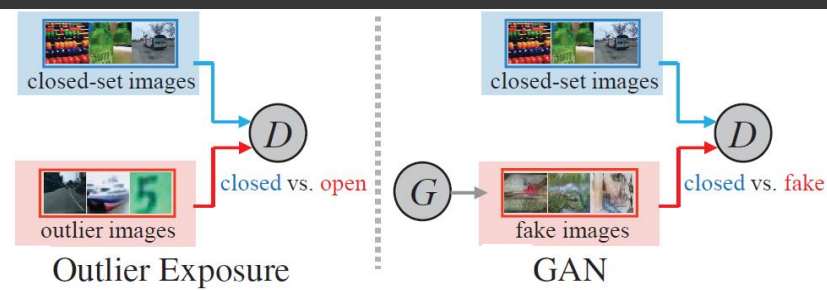 closed-set images
D
closed vs. open
5
outlier images
Outlier Exposure
closed-set images
D
G
closed vs. fake
fake images
GAN